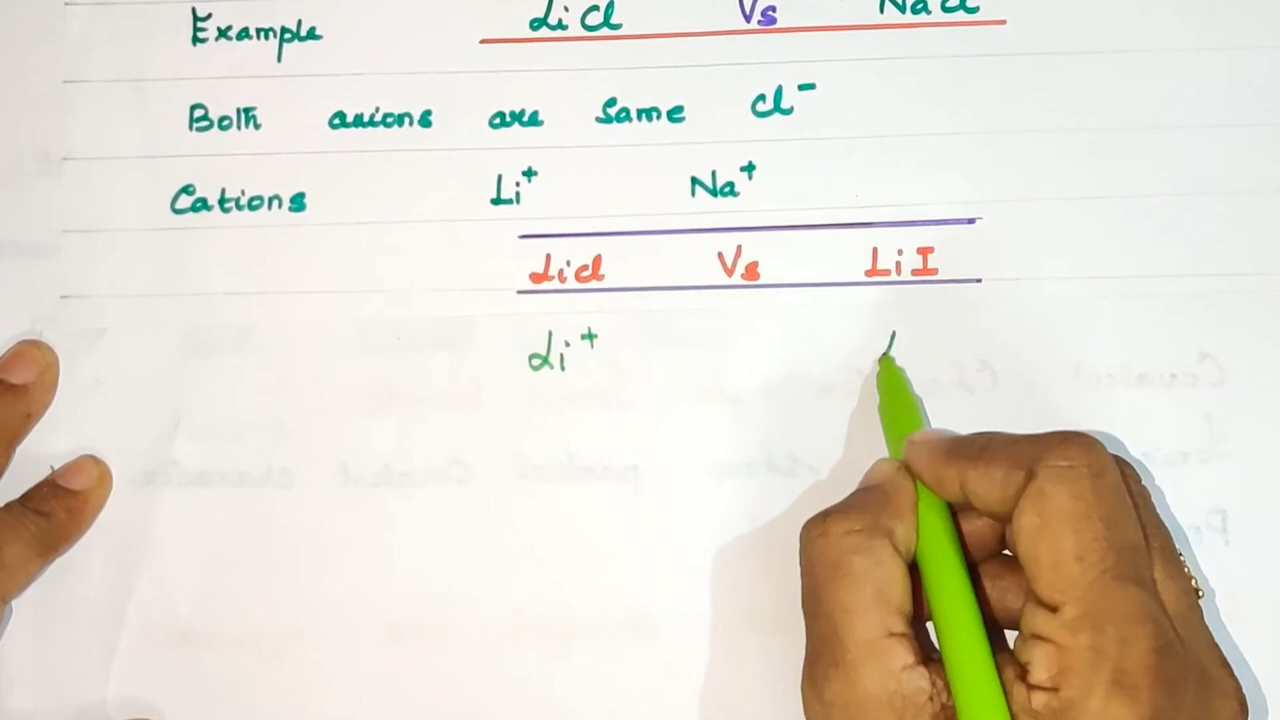 Example LiCl Vs NaCl
Both anions are same Cl⁻
Cations Li⁺ Na⁺
LiCl Vs LiI
Li⁺